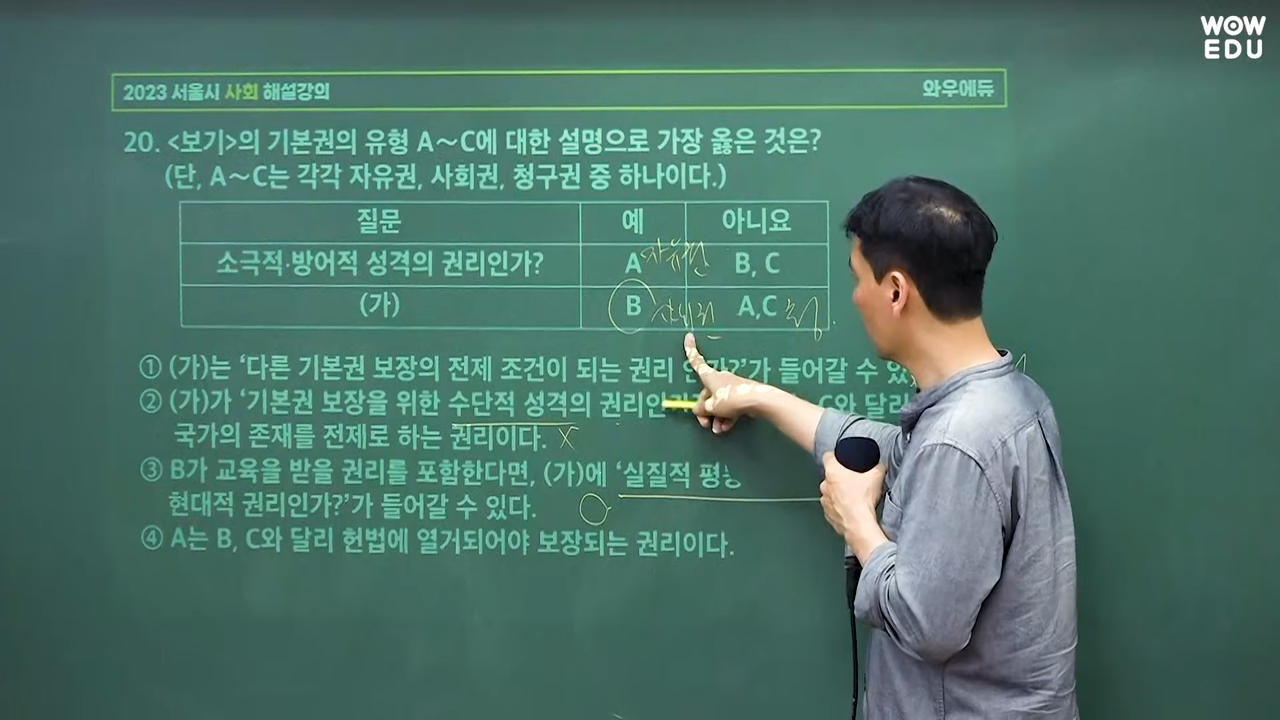 WOW
EDU
2023 서울시 사회 해설강의
와우에듀
20. <보기>의 기본권의 유형 A~C에 대한 설명으로 가장 옳은 것은?
(단, A~C는 각각 자유권, 사회권, 청구권 중 하나이다.)
질문 예 아니요
소극적·방어적 성격의 권리인가? A 자유권 B, C
(가) B 사회권 A,C 청
① (가)는 '다른 기본권 보장의 전제 조건이 되는 권리 가 들어갈 수
② (가)가 '기본권 보장을 위한 수단적 성격의 권리인 C와 달리
국가의 존재를 전제로 하는 권리이다. X
③ B가 교육을 받을 권리를 포함한다면, (가)에 '실질적
현대적 권리인가?'가 들어갈 수 있다.
④ A는 B, C와 달리 헌법에 열거되어야 보장되는 권리이다.